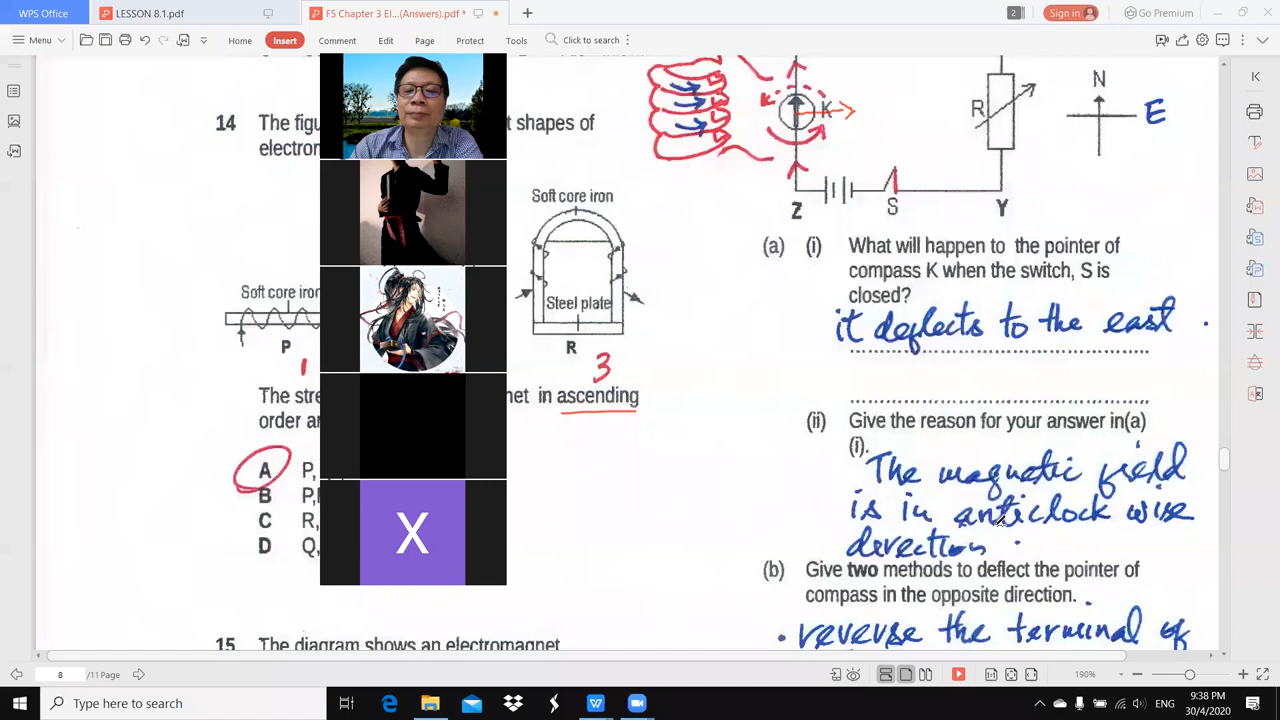 WPS Office
LESSON 8.1.pdf
F5 Chapter 3 El...(Answers).pdf *
+
2
Sign in
Go Premium
Menu
Home
Insert
Comment
Edit
Page
Protect
Tools
Click to search
14 The figu
t shapes of
electron
Soft core iron
Soft core iron
Steel plate
P
R
1
3
The stre
net in ascending
order ar
A P,
B P,
C R,
D Q,
X
15 The diagram shows an electromagnet
K
K
R
N
E
Z
S
Y
(a) (i) What will happen to the pointer of
compass K when the switch, S is
closed?
it deflects to the east.
(ii) Give the reason for your answer in(a)
(i).
The magnetic field
is in anticlock wise
direction.
(b) Give two methods to deflect the pointer of
compass in the opposite direction.
• reverse the terminal of
8 /11 Page
190%
Type here to search
ENG
9:38 PM
30/4/2020